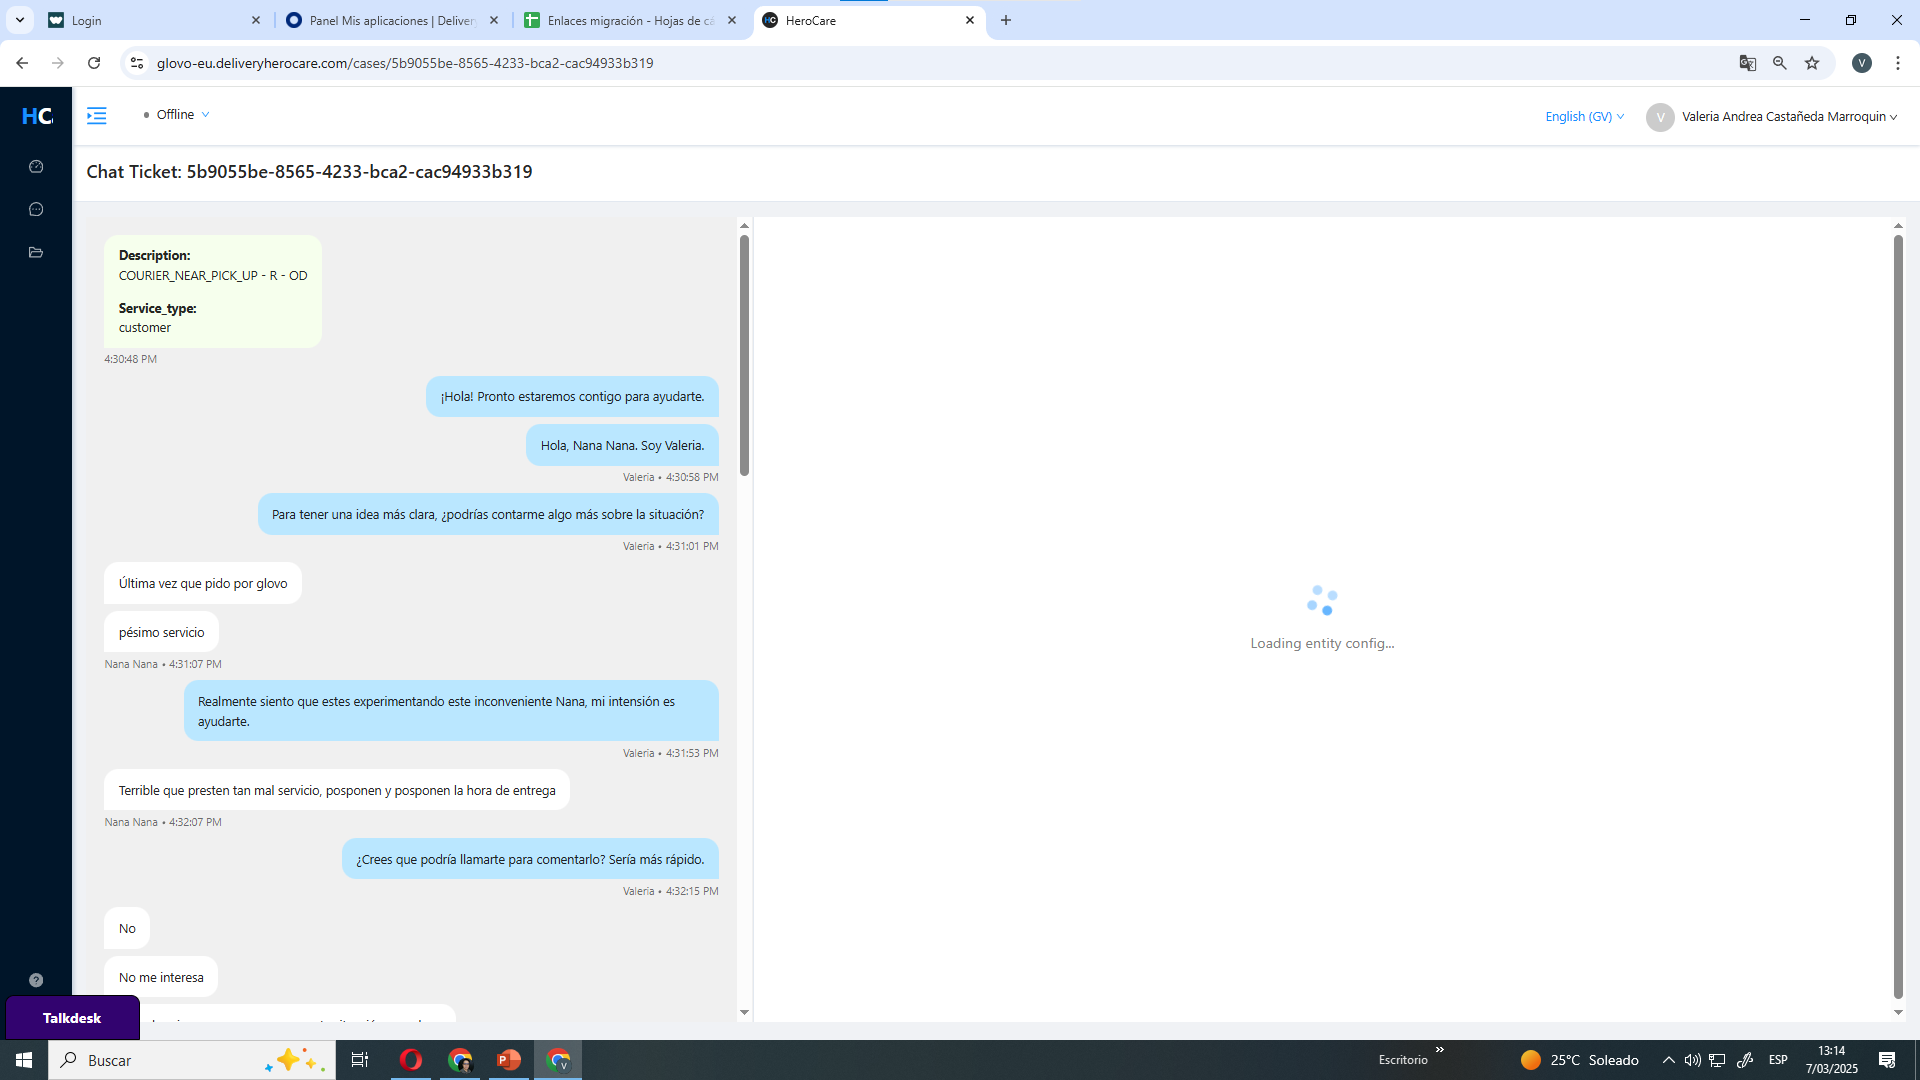 Login
Panel Mis aplicaciones | Delivery
Enlaces migración - Hojas de cá
HeroCare
glovo-eu.deliveryherocare.com/cases/5b9055be-8565-4233-bca2-cac94933b319
V
HC
Offline
English (GV)
V
Valeria Andrea Castañeda Marroquin
Chat Ticket: 5b9055be-8565-4233-bca2-cac94933b319
Description:
COURIER_NEAR_PICK_UP - R - OD
Service_type:
customer
4:30:48 PM
¡Hola! Pronto estaremos contigo para ayudarte.
Hola, Nana Nana. Soy Valeria.
Valeria • 4:30:58 PM
Para tener una idea más clara, ¿podrías contarme algo más sobre la situación?
Valeria • 4:31:01 PM
Última vez que pido por glovo
pésimo servicio
Nana Nana • 4:31:07 PM
Realmente siento que estes experimentando este inconveniente Nana, mi intensión es
ayudarte.
Valeria • 4:31:53 PM
Terrible que presten tan mal servicio, posponen y posponen la hora de entrega
Nana Nana • 4:32:07 PM
¿Crees que podría llamarte para comentarlo? Sería más rápido.
Valeria • 4:32:15 PM
No
No me interesa
Loading entity config...
Talkdesk
Buscar
Escritorio
25°C Soleado
ESP
13:14
7/03/2025